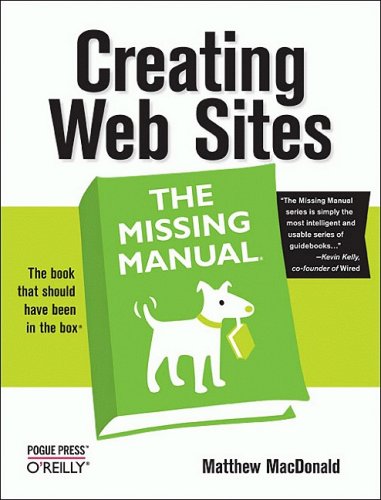 Creating
Web Sites
THE
MISSING
MANUAL®
"The Missing Manual
series is simply the
most intelligent and
usable series of
guidebooks..."
—Kevin Kelly,
co-founder of Wired
The book
that should
have been
in the box®
POGUE PRESS™
O'REILLY®
Matthew MacDonald